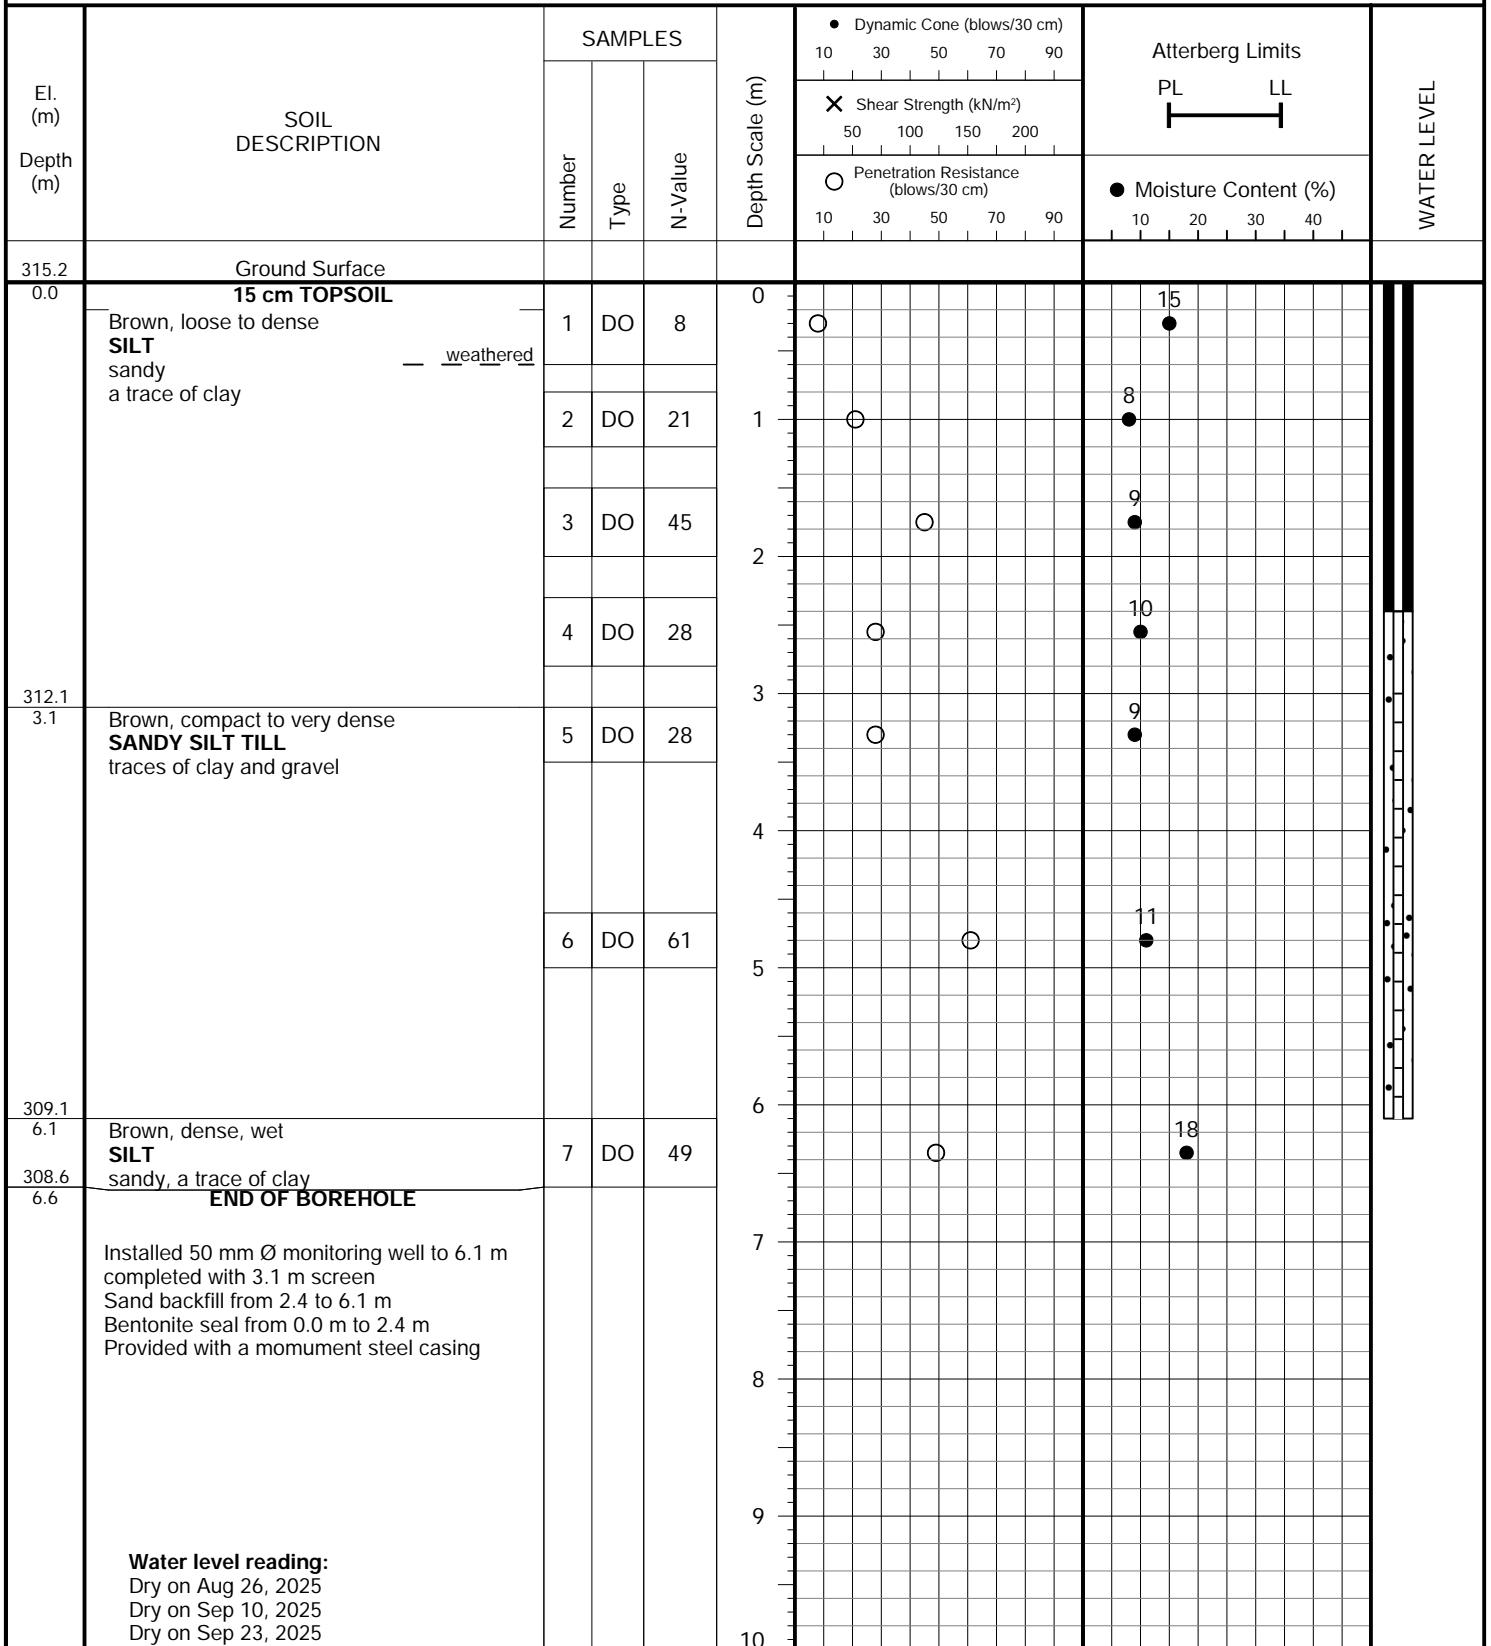 El.
(m)
Depth
(m)
SOIL
DESCRIPTION
SAMPLES
Number
Type
N-Value
Depth Scale (m)
● Dynamic Cone (blows/30 cm)
10 30 50 70 90
✕ Shear Strength (kN/m²)
50 100 150 200
○ Penetration Resistance
(blows/30 cm)
10 30 50 70 90
Atterberg Limits
PL LL
● Moisture Content (%)
10 20 30 40
WATER LEVEL
315.2 Ground Surface
0.0 15 cm TOPSOIL 0
15
Brown, loose to dense 1 DO 8
SILT
weathered
sandy
a trace of clay
8
2 DO 21 1
9
3 DO 45
2
10
4 DO 28
312.1 3
3.1 Brown, compact to very dense 9
SANDY SILT TILL 5 DO 28
traces of clay and gravel
4
11
6 DO 61
5
309.1 6
6.1 Brown, dense, wet 18
SILT 7 DO 49
308.6 sandy, a trace of clay
6.6 END OF BOREHOLE
7
Installed 50 mm Ø monitoring well to 6.1 m
completed with 3.1 m screen
Sand backfill from 2.4 to 6.1 m
Bentonite seal from 0.0 m to 2.4 m
Provided with a momument steel casing
8
9
Water level reading:
Dry on Aug 26, 2025
Dry on Sep 10, 2025
Dry on Sep 23, 2025
10